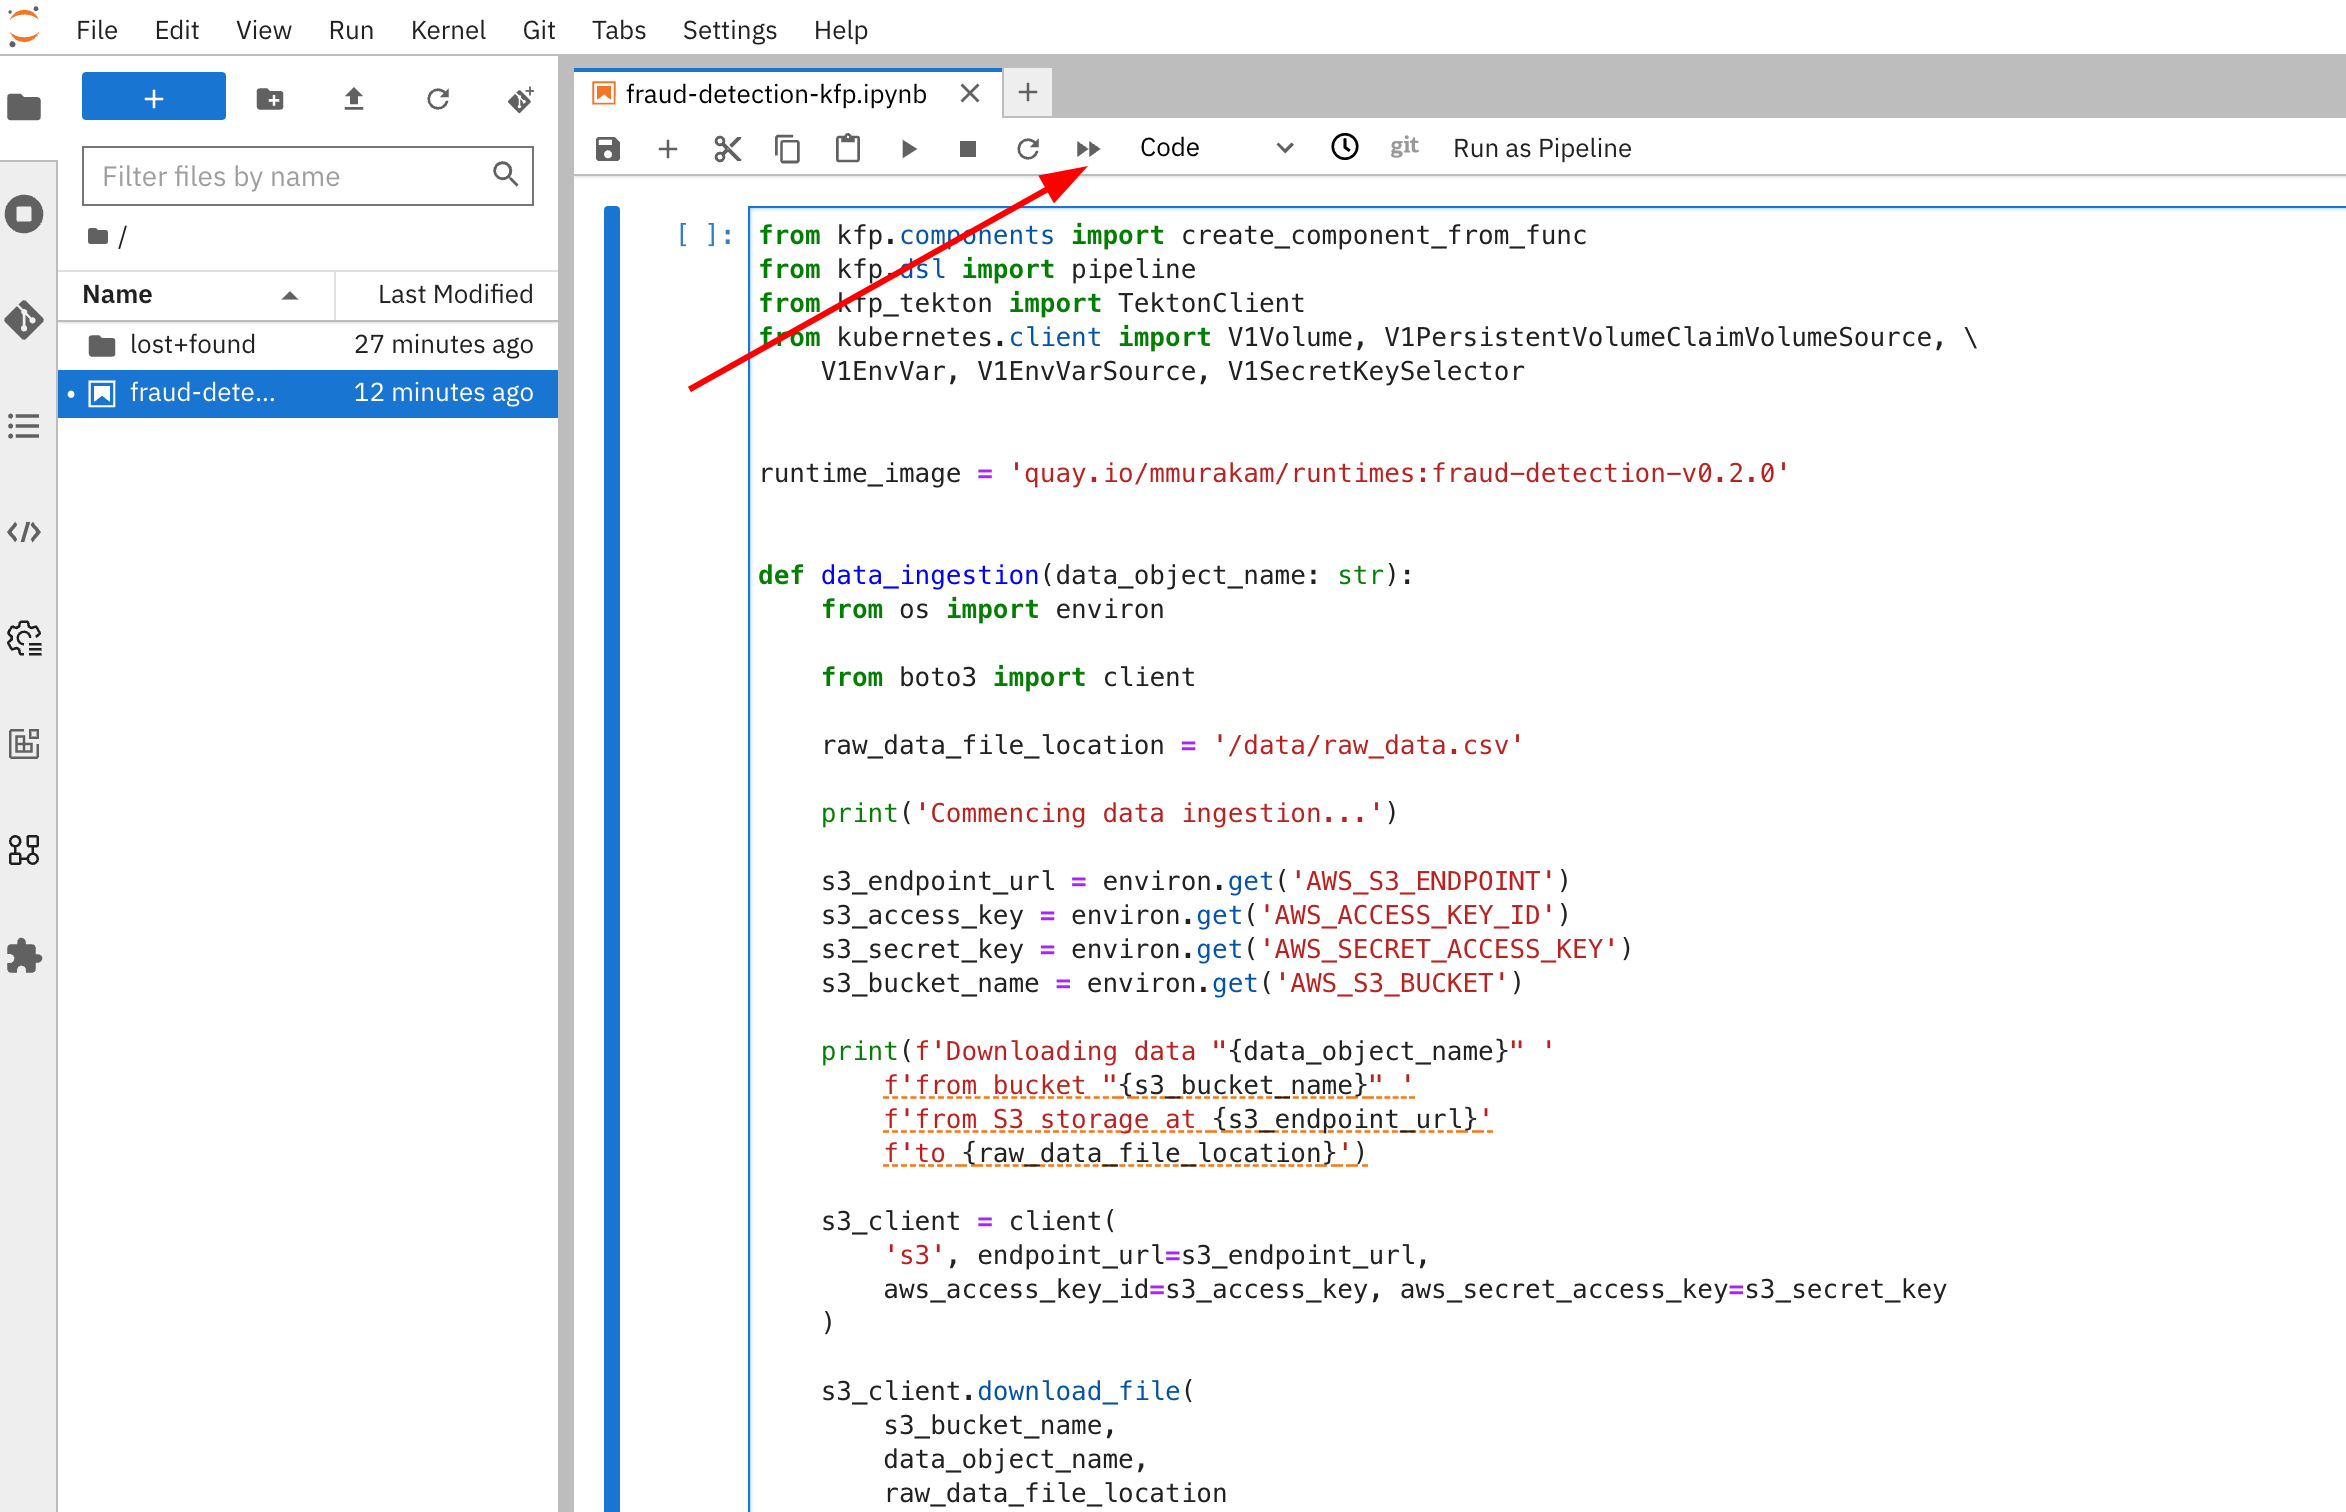 File Edit View Run Kernel Git Tabs Settings Help
Filter files by name
/
Name Last Modified
lost+found 27 minutes ago
fraud-dete... 12 minutes ago
fraud-detection-kfp.ipynb
Code git Run as Pipeline
[ ]: from kfp.components import create_component_from_func
from kfp.dsl import pipeline
from kfp_tekton import TektonClient
from kubernetes.client import V1Volume, V1PersistentVolumeClaimVolumeSource, \
    V1EnvVar, V1EnvVarSource, V1SecretKeySelector
runtime_image = 'quay.io/mmurakam/runtimes:fraud-detection-v0.2.0'
def data_ingestion(data_object_name: str):
    from os import environ
    from boto3 import client
    raw_data_file_location = '/data/raw_data.csv'
    print('Commencing data ingestion...')
    s3_endpoint_url = environ.get('AWS_S3_ENDPOINT')
    s3_access_key = environ.get('AWS_ACCESS_KEY_ID')
    s3_secret_key = environ.get('AWS_SECRET_ACCESS_KEY')
    s3_bucket_name = environ.get('AWS_S3_BUCKET')
    print(f'Downloading data "{data_object_name}" '
        f'from bucket "{s3_bucket_name}" '
        f'from S3 storage at {s3_endpoint_url}'
        f'to {raw_data_file_location}')
    s3_client = client(
        's3', endpoint_url=s3_endpoint_url,
        aws_access_key_id=s3_access_key, aws_secret_access_key=s3_secret_key
    )
    s3_client.download_file(
        s3_bucket_name,
        data_object_name,
        raw_data_file_location